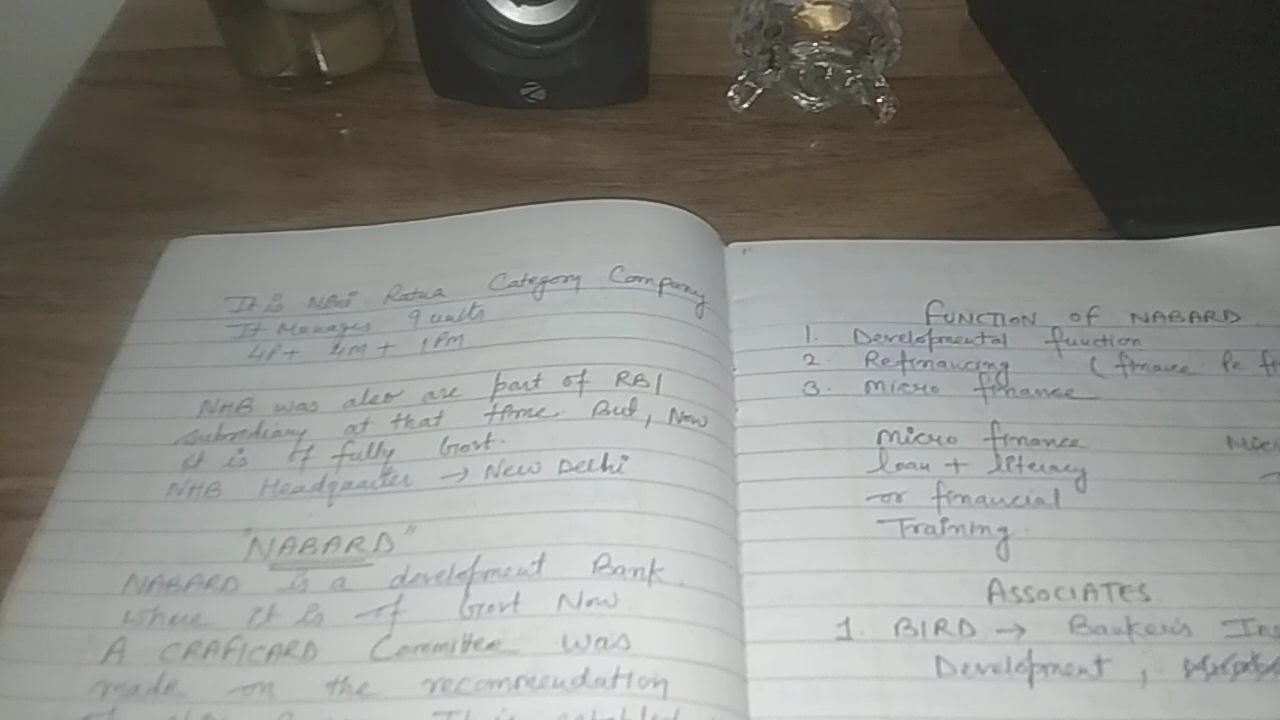 It is Mini Ratna Category Company
It Manages 9 units
4P + 4M + 1PM
NHB was also are part of RBI
subsidiary at that time. But, Now
it is of fully Govt.
NHB Headquater → New Delhi
"NABARD"
NABARD is a development Bank
where it is of Govt Now
A CRAFICARD Committee was
made on the recommendation
FUNCTION OF NABARD
1. Developmental function
2. Refinancing (finance
3. micro finance
micro finance
loan + literacy
or financial
Training.
ASSOCIATES
1. BIRD → Banker's
Development,